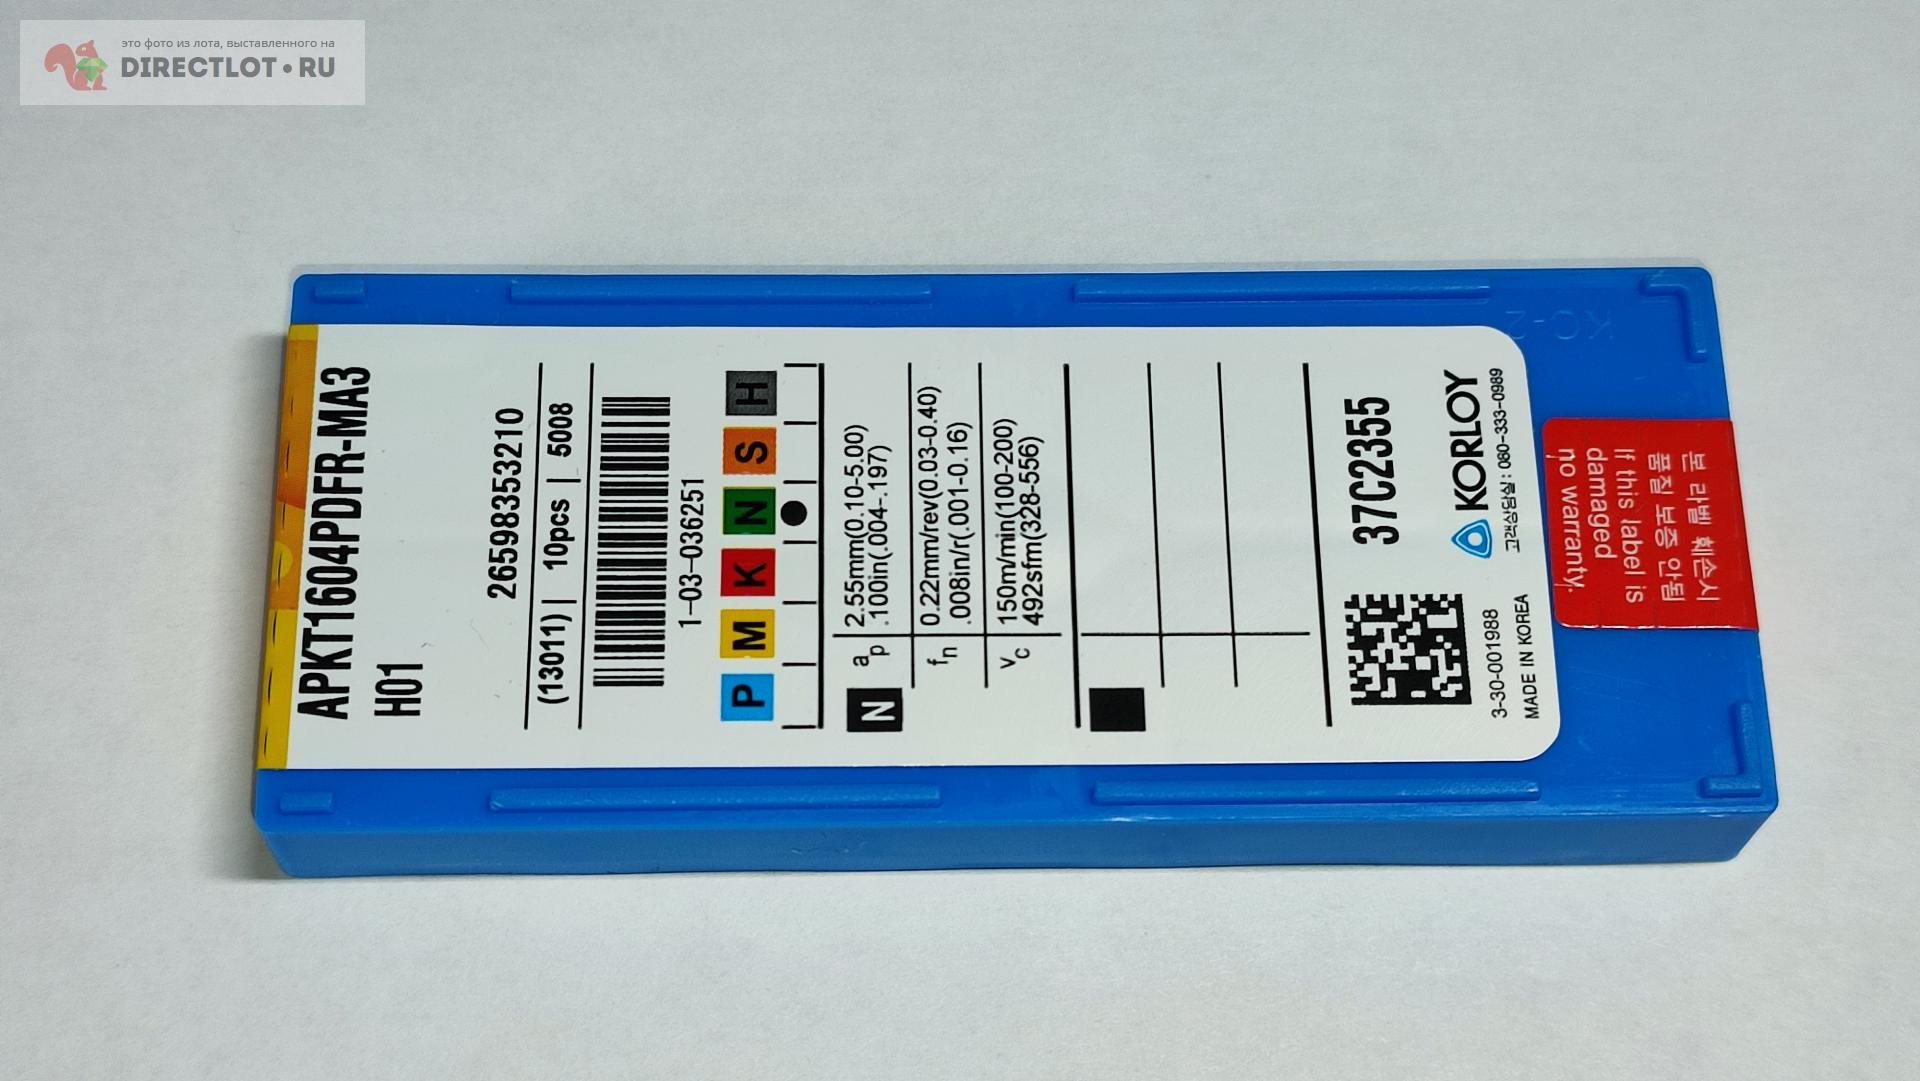 это фото из лота, выставленного на
DIRECTLOT.RU
APKT1604PDFR-MA3
H01
26598353210
(13011) | 10pcs | 5008
1-03-036251
P M K N S H
N
ap 2.55mm(0.10-5.00)
.100in(.004-.197)
fn 0.22mm/rev(0.03-0.40)
.008in/r(.001-0.16)
vc 150m/min(100-200)
492sfm(328-556)
37C2355
KORLOY
고객상담실: 080-333-0989
3-30-001988
MADE IN KOREA
KC-2
본 라벨 훼손시
품질 보증 안됨
If this label is
damaged
no warranty.